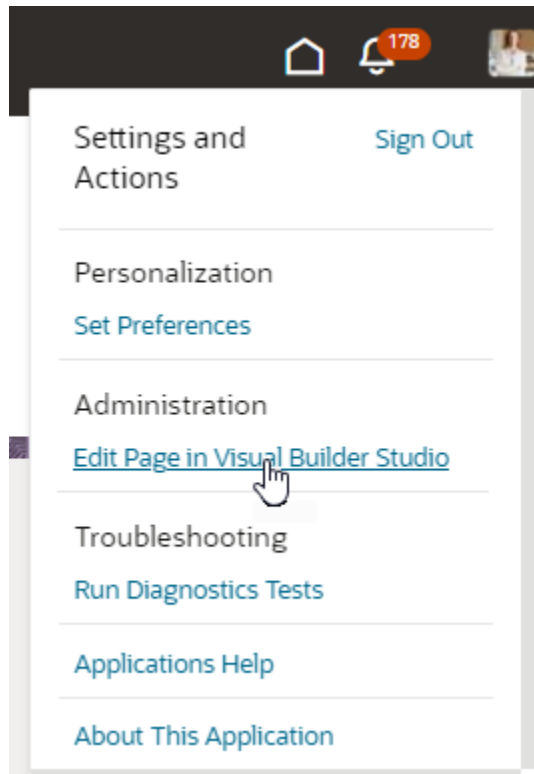 178
Settings and
Actions
Sign Out
Personalization
Set Preferences
Administration
Edit Page in Visual Builder Studio
Troubleshooting
Run Diagnostics Tests
Applications Help
About This Application